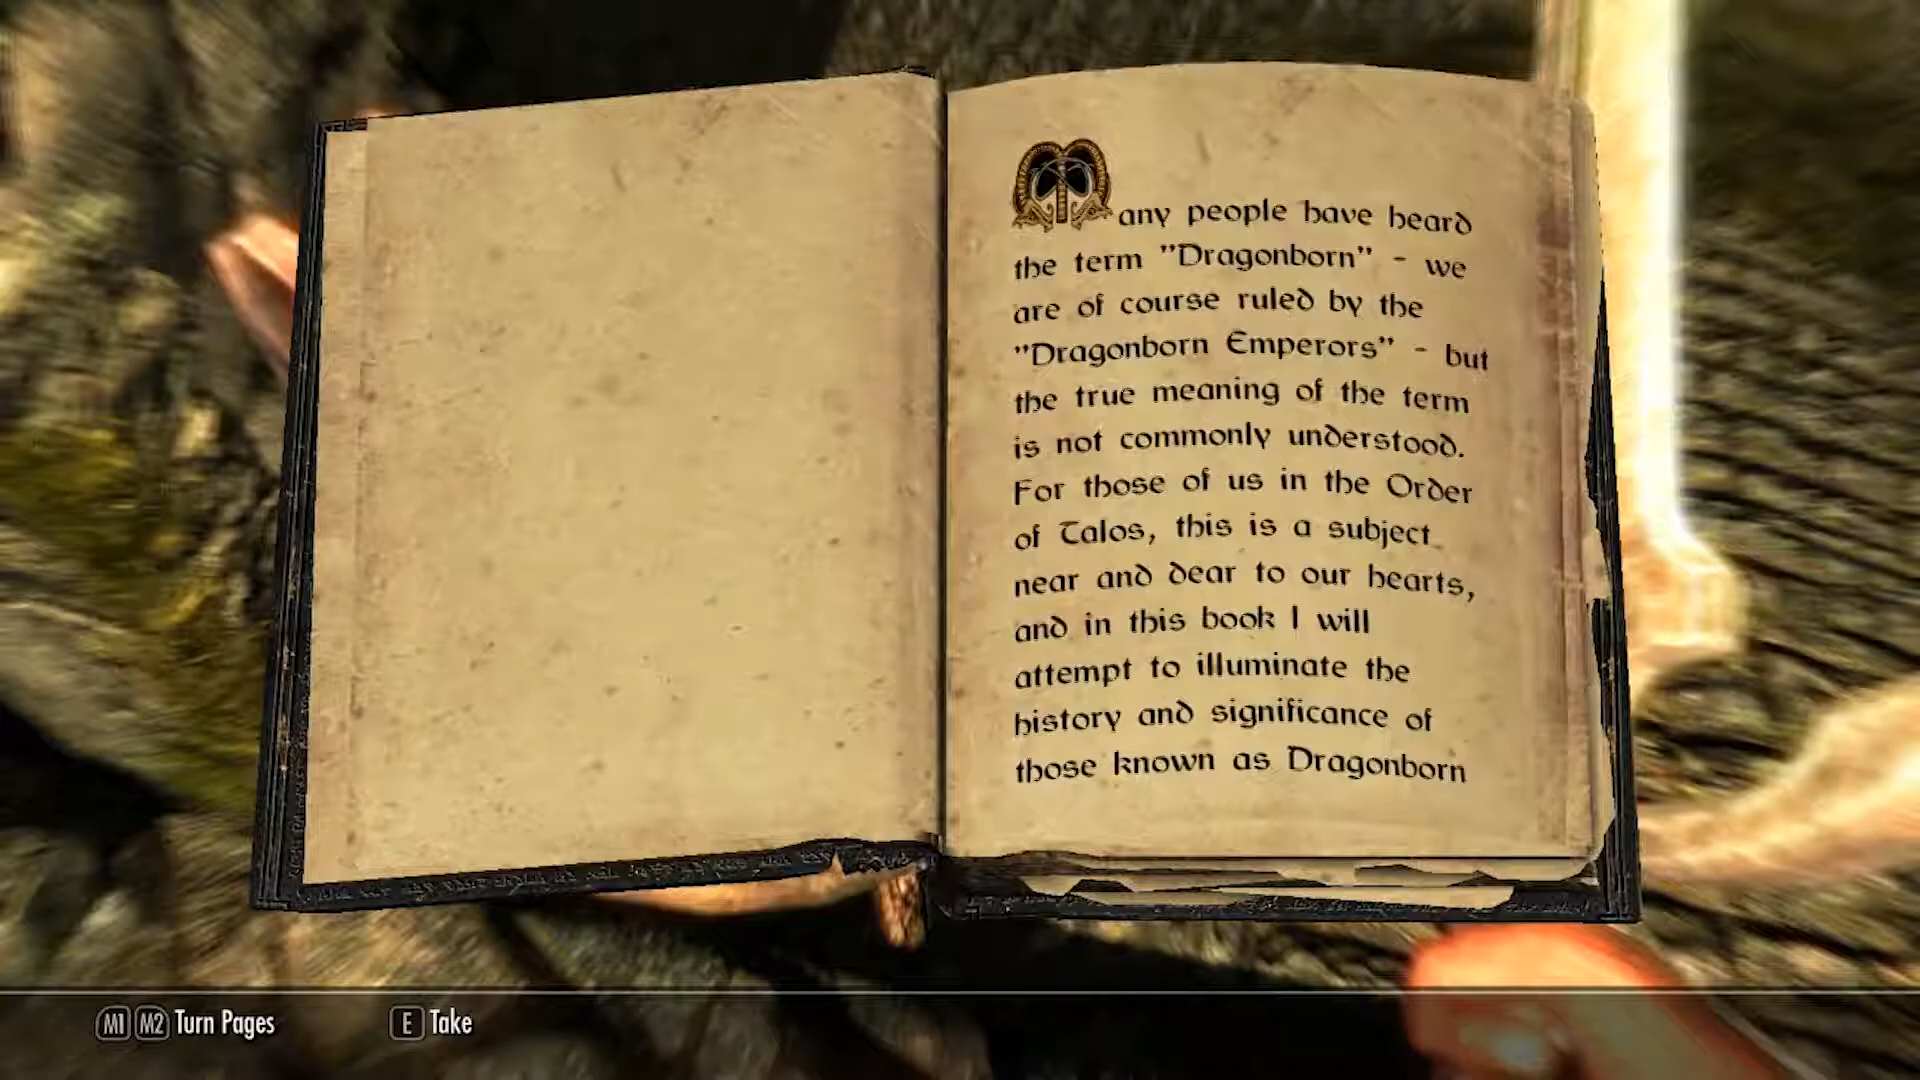 Many people have heard
the term "Dragonborn" - we
are of course ruled by the
"Dragonborn Emperors" - but
the true meaning of the term
is not commonly understood.
For those of us in the Order
of Talos, this is a subject
near and dear to our hearts,
and in this book I will
attempt to illuminate the
history and significance of
those known as Dragonborn
M1 M2 Turn Pages
E Take